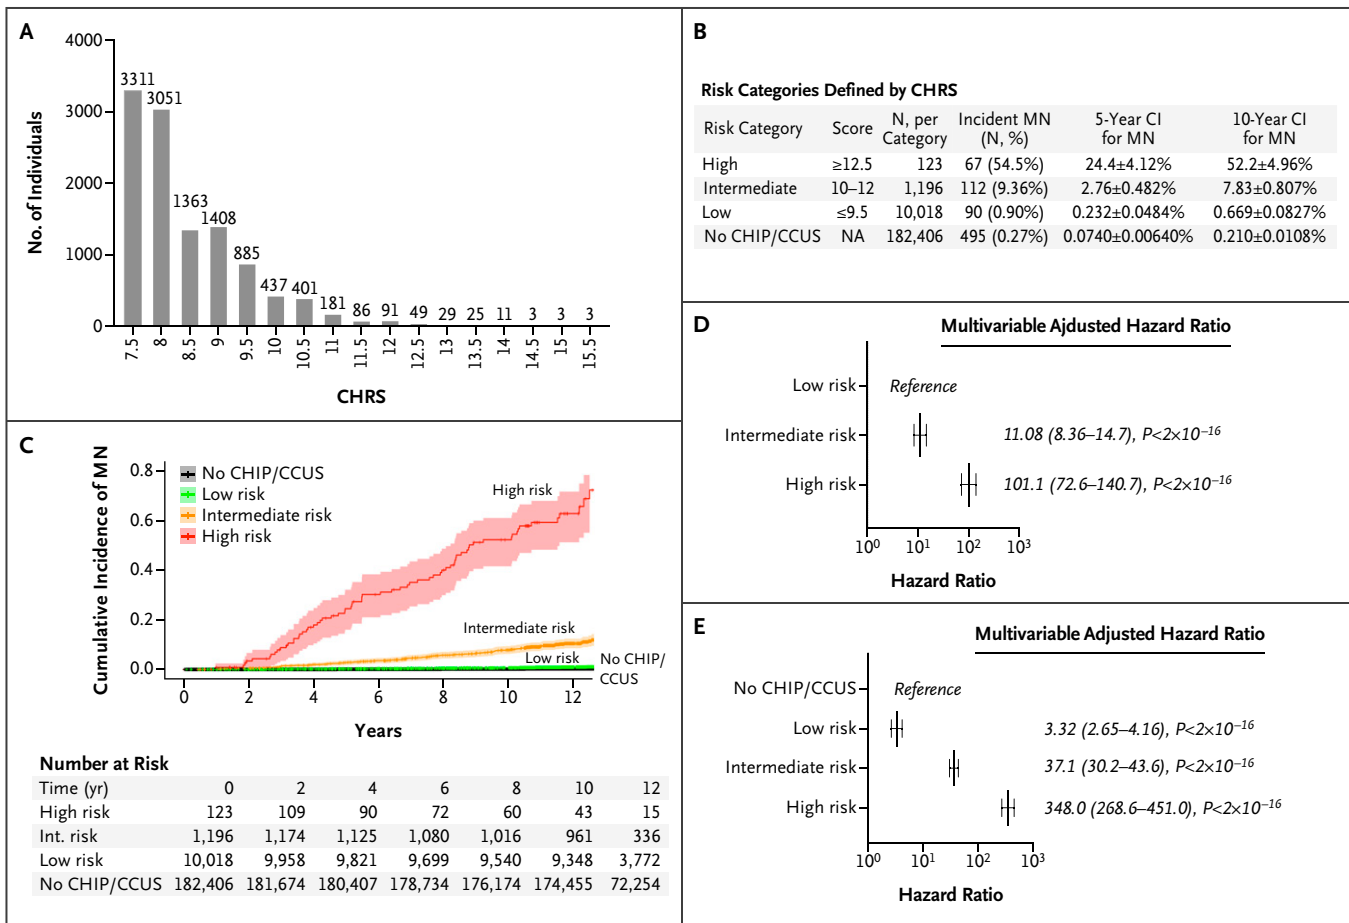 A
4000
3000
2000
1000
0
No. of Individuals
3311
3051
1363
1408
885
437
401
181
86
91
49
29
25
11
3
3
3
7.5
8
8.5
9
9.5
10
10.5
11
11.5
12
12.5
13
13.5
14
14.5
15
15.5
CHRS
B
Risk Categories Defined by CHRS
Risk Category Score N, per Category Incident MN (N, %) 5-Year CI for MN 10-Year CI for MN
High ≥12.5 123 67 (54.5%) 24.4±4.12% 52.2±4.96%
Intermediate 10–12 1,196 112 (9.36%) 2.76±0.482% 7.83±0.807%
Low ≤9.5 10,018 90 (0.90%) 0.232±0.0484% 0.669±0.0827%
No CHIP/CCUS NA 182,406 495 (0.27%) 0.0740±0.00640% 0.210±0.0108%
C
Cumulative Incidence of MN
0.8
0.6
0.4
0.2
0.0
No CHIP/CCUS
Low risk
Intermediate risk
High risk
High risk
Intermediate risk
Low risk
No CHIP/
CCUS
0 2 4 6 8 10 12
Years
Number at Risk
Time (yr) 0 2 4 6 8 10 12
High risk 123 109 90 72 60 43 15
Int. risk 1,196 1,174 1,125 1,080 1,016 961 336
Low risk 10,018 9,958 9,821 9,699 9,540 9,348 3,772
No CHIP/CCUS 182,406 181,674 180,407 178,734 176,174 174,455 72,254
D
Multivariable Ajdusted Hazard Ratio
Low risk Reference
Intermediate risk 11.08 (8.36–14.7), P<2×10⁻¹⁶
High risk 101.1 (72.6–140.7), P<2×10⁻¹⁶
10⁰ 10¹ 10² 10³
Hazard Ratio
E
Multivariable Adjusted Hazard Ratio
No CHIP/CCUS Reference
Low risk 3.32 (2.65–4.16), P<2×10⁻¹⁶
Intermediate risk 37.1 (30.2–43.6), P<2×10⁻¹⁶
High risk 348.0 (268.6–451.0), P<2×10⁻¹⁶
10⁰ 10¹ 10² 10³
Hazard Ratio